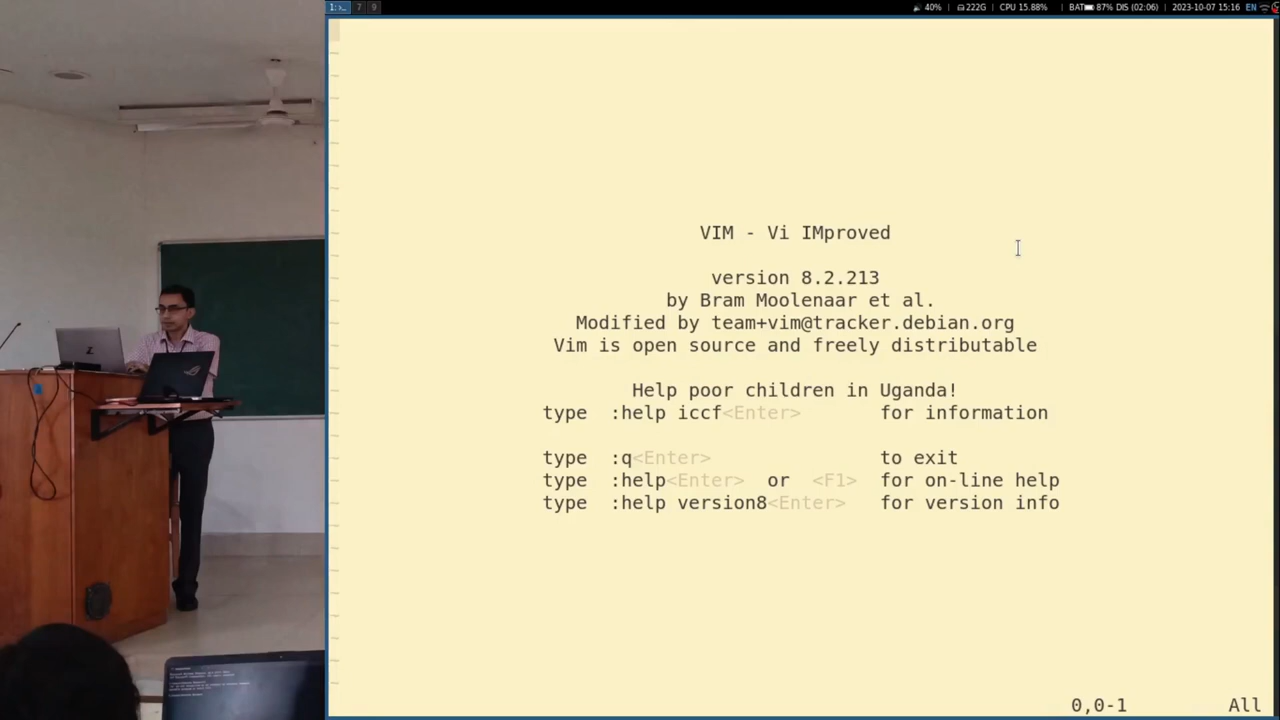 1:>_ 7 9
40% | 222G | CPU 15.88% | BAT 87% DIS (02:06) | 2023-10-07 15:16 EN
VIM - Vi IMproved
version 8.2.213
by Bram Moolenaar et al.
Modified by team+vim@tracker.debian.org
Vim is open source and freely distributable
Help poor children in Uganda!
type :help iccf<Enter> for information
type :q<Enter> to exit
type :help<Enter> or <F1> for on-line help
type :help version8<Enter> for version info
0,0-1 All
Z